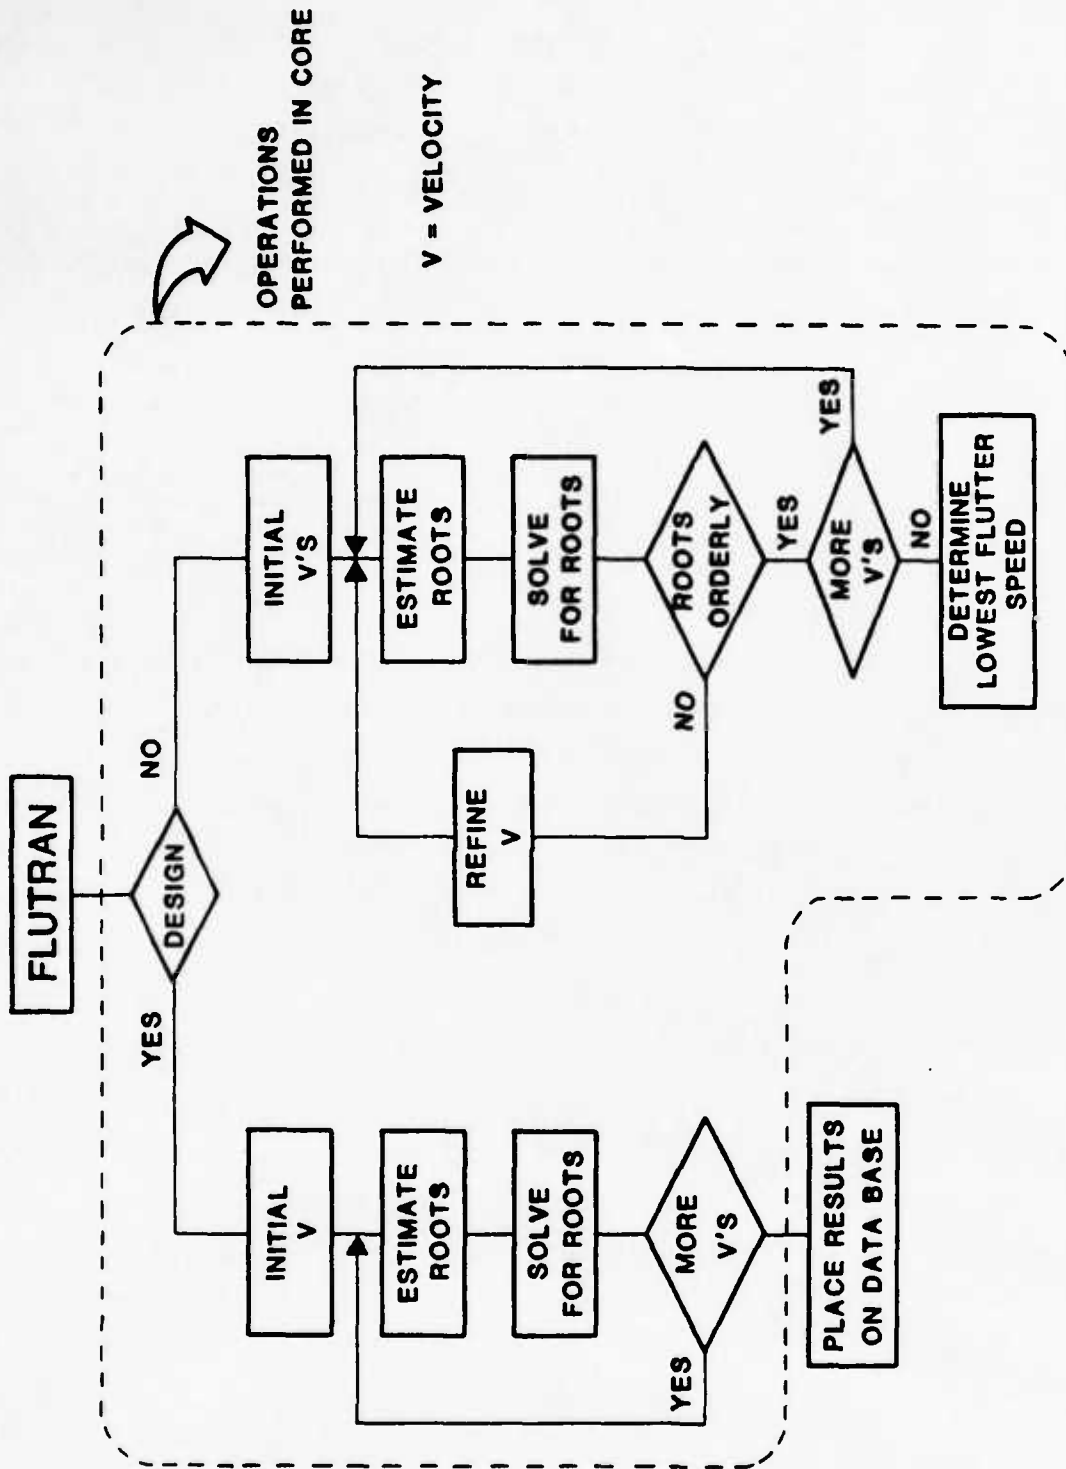 FLUTRAN
DESIGN
YES
NO
INITIAL
V
ESTIMATE
ROOTS
SOLVE
FOR ROOTS
MORE
V'S
YES
PLACE RESULTS
ON DATA BASE
INITIAL
V'S
ESTIMATE
ROOTS
SOLVE
FOR ROOTS
ROOTS
ORDERLY
NO
REFINE
V
YES
MORE
V'S
YES
NO
DETERMINE
LOWEST FLUTTER
SPEED
OPERATIONS
PERFORMED IN CORE
V = VELOCITY